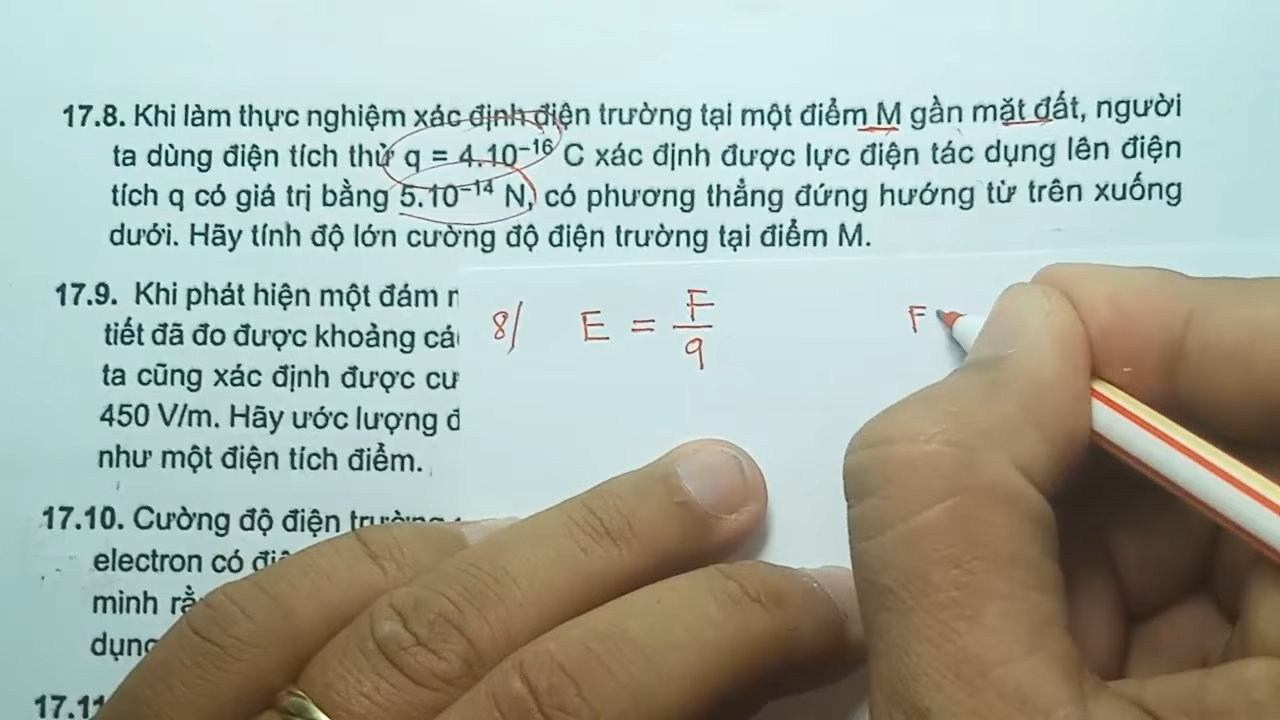 17.8. Khi làm thực nghiệm xác định điện trường tại một điểm M gần mặt đất, người
ta dùng điện tích thử q = 4.10⁻¹⁶ C xác định được lực điện tác dụng lên điện
tích q có giá trị bằng 5.10⁻¹⁴ N, có phương thẳng đứng hướng từ trên xuống
dưới. Hãy tính độ lớn cường độ điện trường tại điểm M.
17.9. Khi phát hiện một đám
tiết đã đo được khoảng
ta cũng xác định được
450 V/m. Hãy ước lượng
như một điện tích điểm.
8/ E = F/q
F
17.10. Cường độ điện trường
electron có
minh
dụng